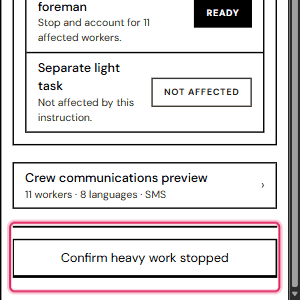 foreman
Stop and account for 11
affected workers.
READY
Separate light
task
Not affected by this
instruction.
NOT AFFECTED
Crew communications preview
11 workers · 8 languages · SMS
›
Confirm heavy work stopped